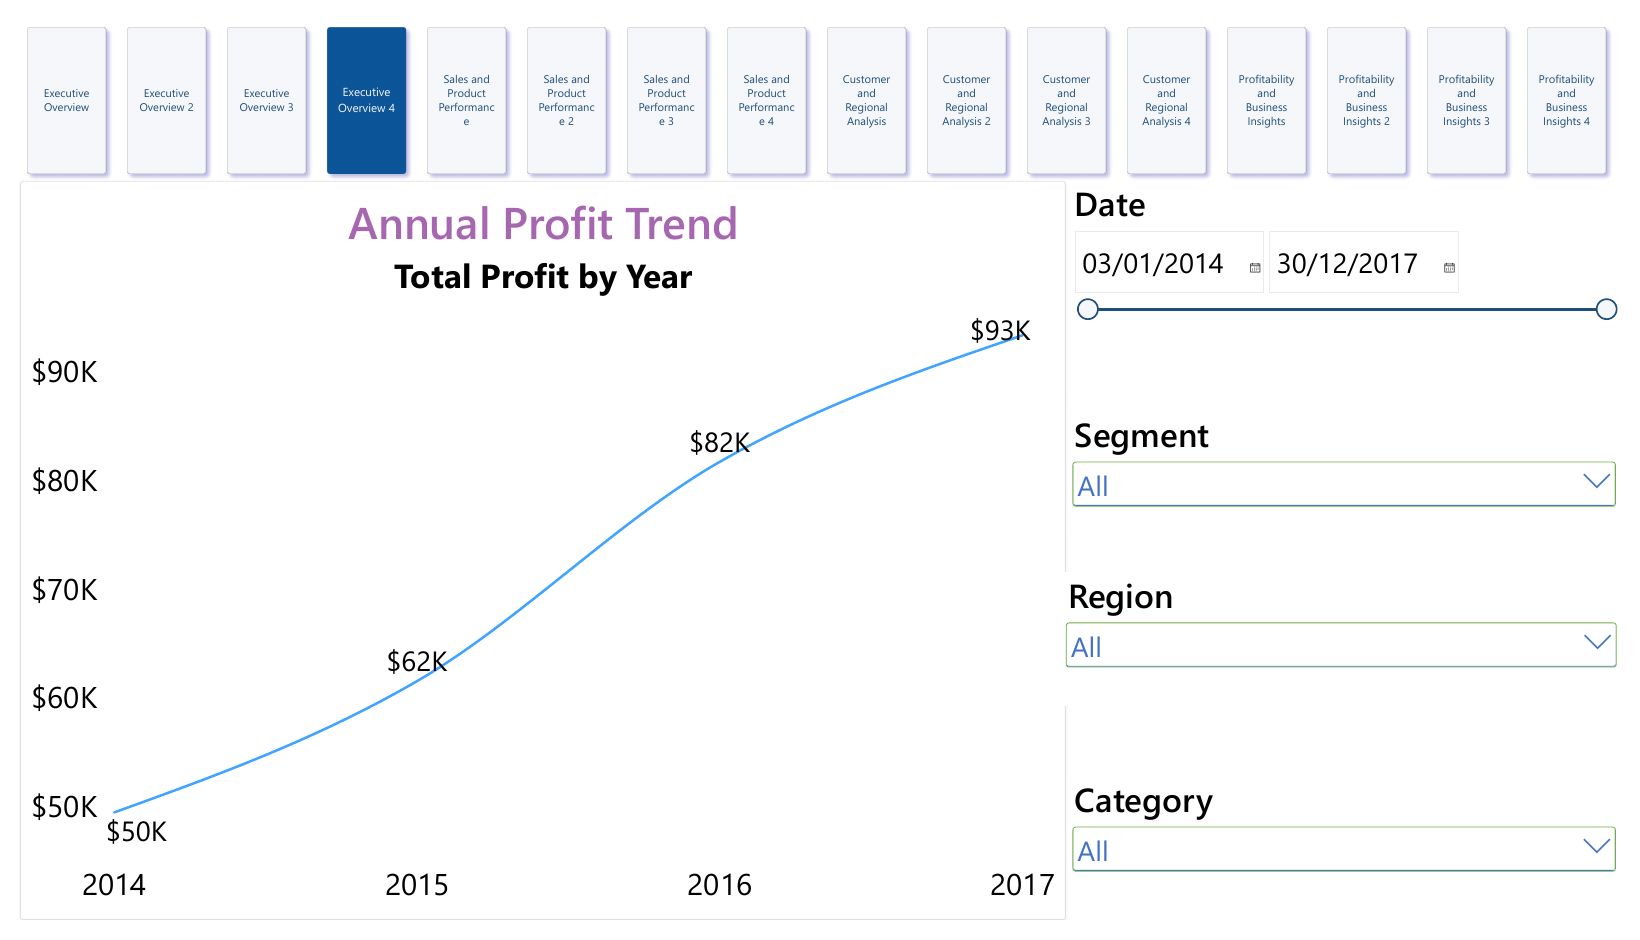 Executive
Overview
Executive
Overview 2
Executive
Overview 3
Executive
Overview 4
Sales and
Product
Performanc
e
Sales and
Product
Performanc
e 2
Sales and
Product
Performanc
e 3
Sales and
Product
Performanc
e 4
Customer
and
Regional
Analysis
Customer
and
Regional
Analysis 2
Customer
and
Regional
Analysis 3
Customer
and
Regional
Analysis 4
Profitability
and
Business
Insights
Profitability
and
Business
Insights 2
Profitability
and
Business
Insights 3
Profitability
and
Business
Insights 4
Annual Profit Trend
Total Profit by Year
$90K
$80K
$70K
$60K
$50K
$50K
$62K
$82K
$93K
2014
2015
2016
2017
Date
03/01/2014
30/12/2017
Segment
All
Region
All
Category
All